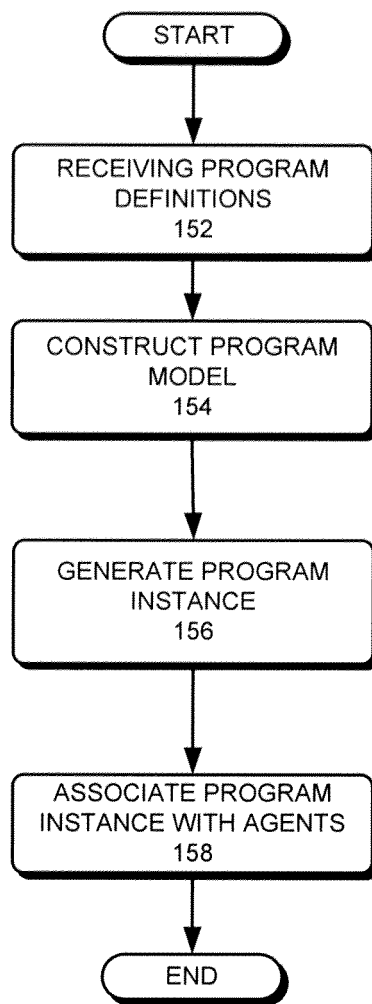 START
RECEIVING PROGRAM
DEFINITIONS
152
CONSTRUCT PROGRAM
MODEL
154
GENERATE PROGRAM
INSTANCE
156
ASSOCIATE PROGRAM
INSTANCE WITH AGENTS
158
END